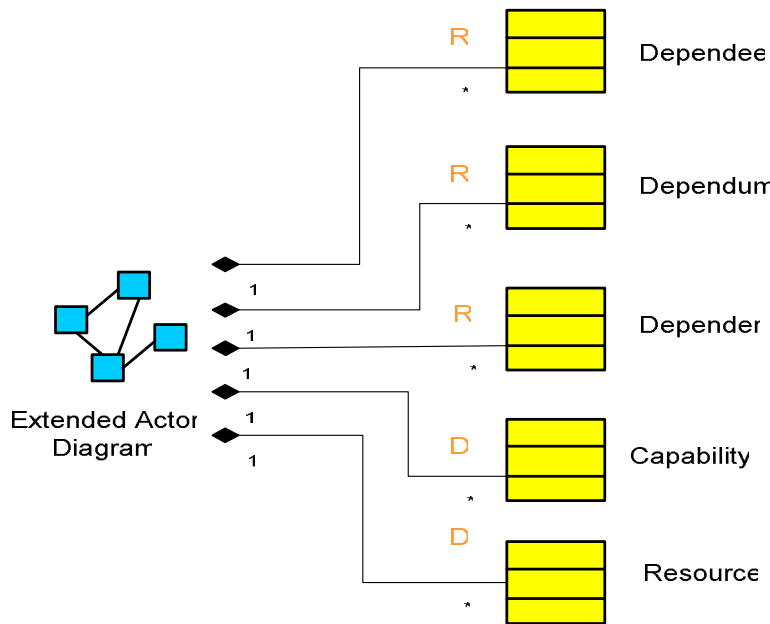 R
Dependee
*
R
Dependum
*
1
R
Depender
1
*
1
Extended Actor
Diagram
1
D
Capability
1
*
D
Resource
*